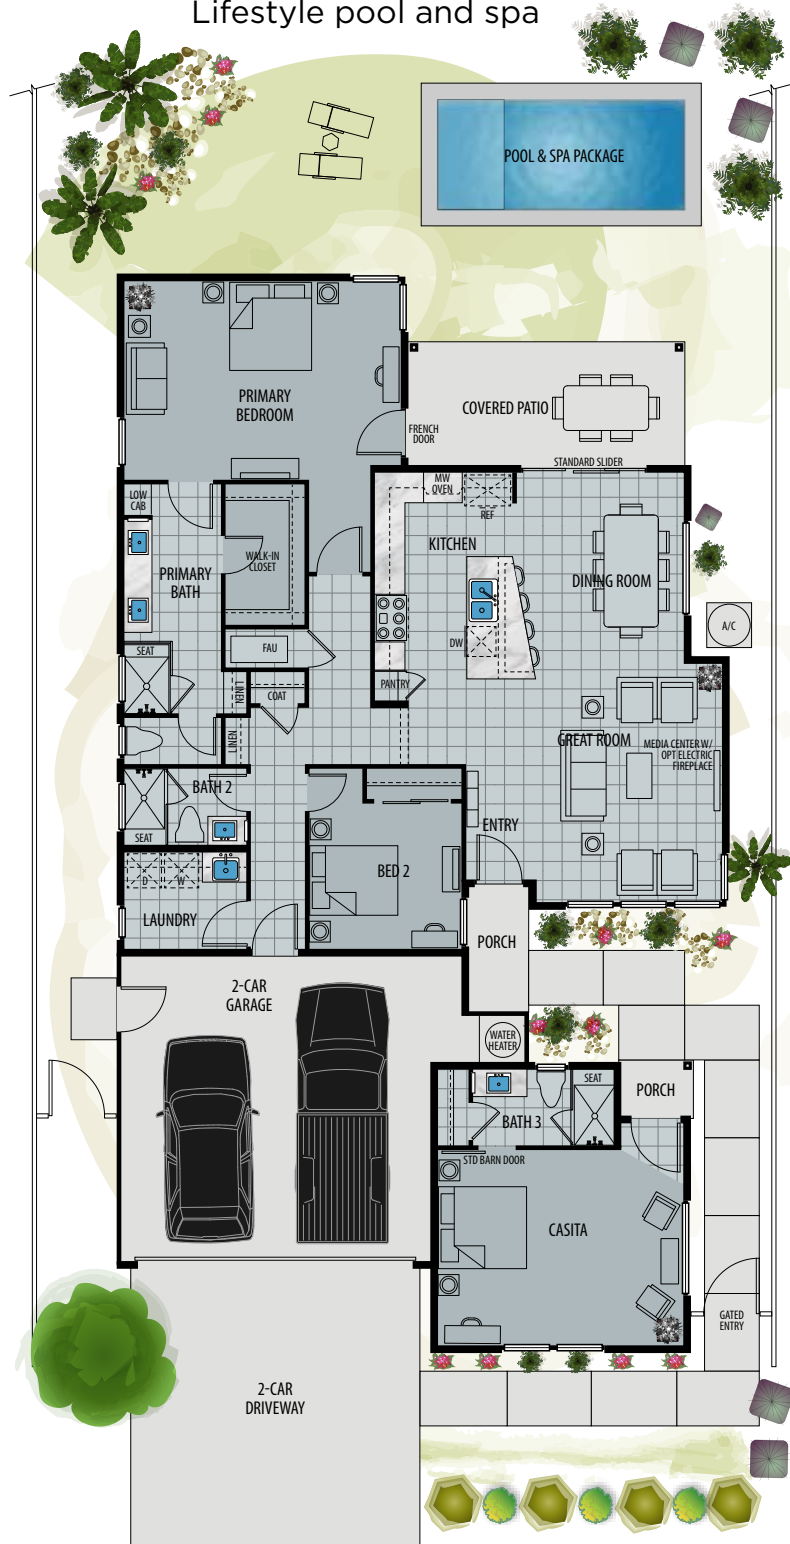 Lifestyle pool and spa
POOL & SPA PACKAGE
PRIMARY
BEDROOM
COVERED PATIO
FRENCH
DOOR
STANDARD SLIDER
LOW
CAB
MW
OVEN
REF
KITCHEN
WALK-IN
CLOSET
PRIMARY
BATH
DINING ROOM
A/C
DW
SEAT
FAU
PANTRY
LINEN
COAT
LINEN
GREAT ROOM
MEDIA CENTER W/
OPT ELECTRIC
FIREPLACE
BATH 2
SEAT
ENTRY
BED 2
D
W
LAUNDRY
PORCH
2-CAR
GARAGE
WATER
HEATER
SEAT
PORCH
BATH 3
STD BARN DOOR
CASITA
GATED
ENTRY
2-CAR
DRIVEWAY